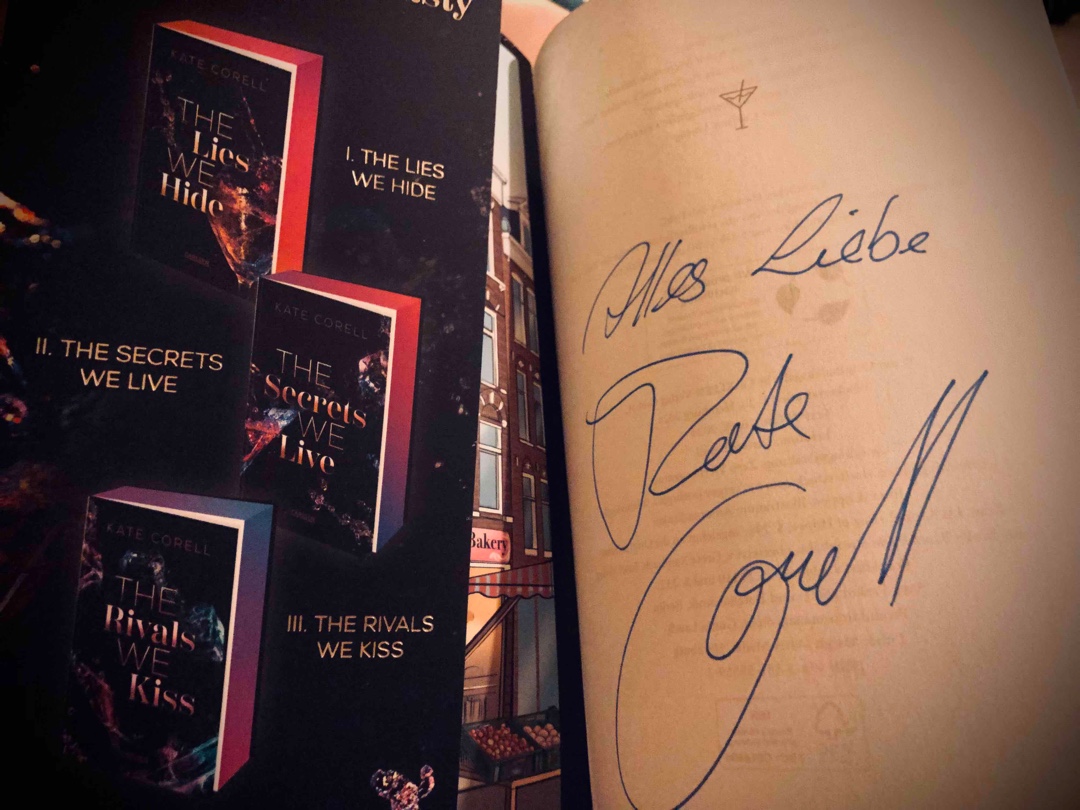 KATE CORELL
THE
Lies
WE
Hide
I. THE LIES
WE HIDE
KATE CORELL
THE
Secrets
WE
Live
II. THE SECRETS
WE LIVE
KATE CORELL
THE
Rivals
WE
Kiss
III. THE RIVALS
WE KISS
Bakery
Alles Liebe
Kate
Corell